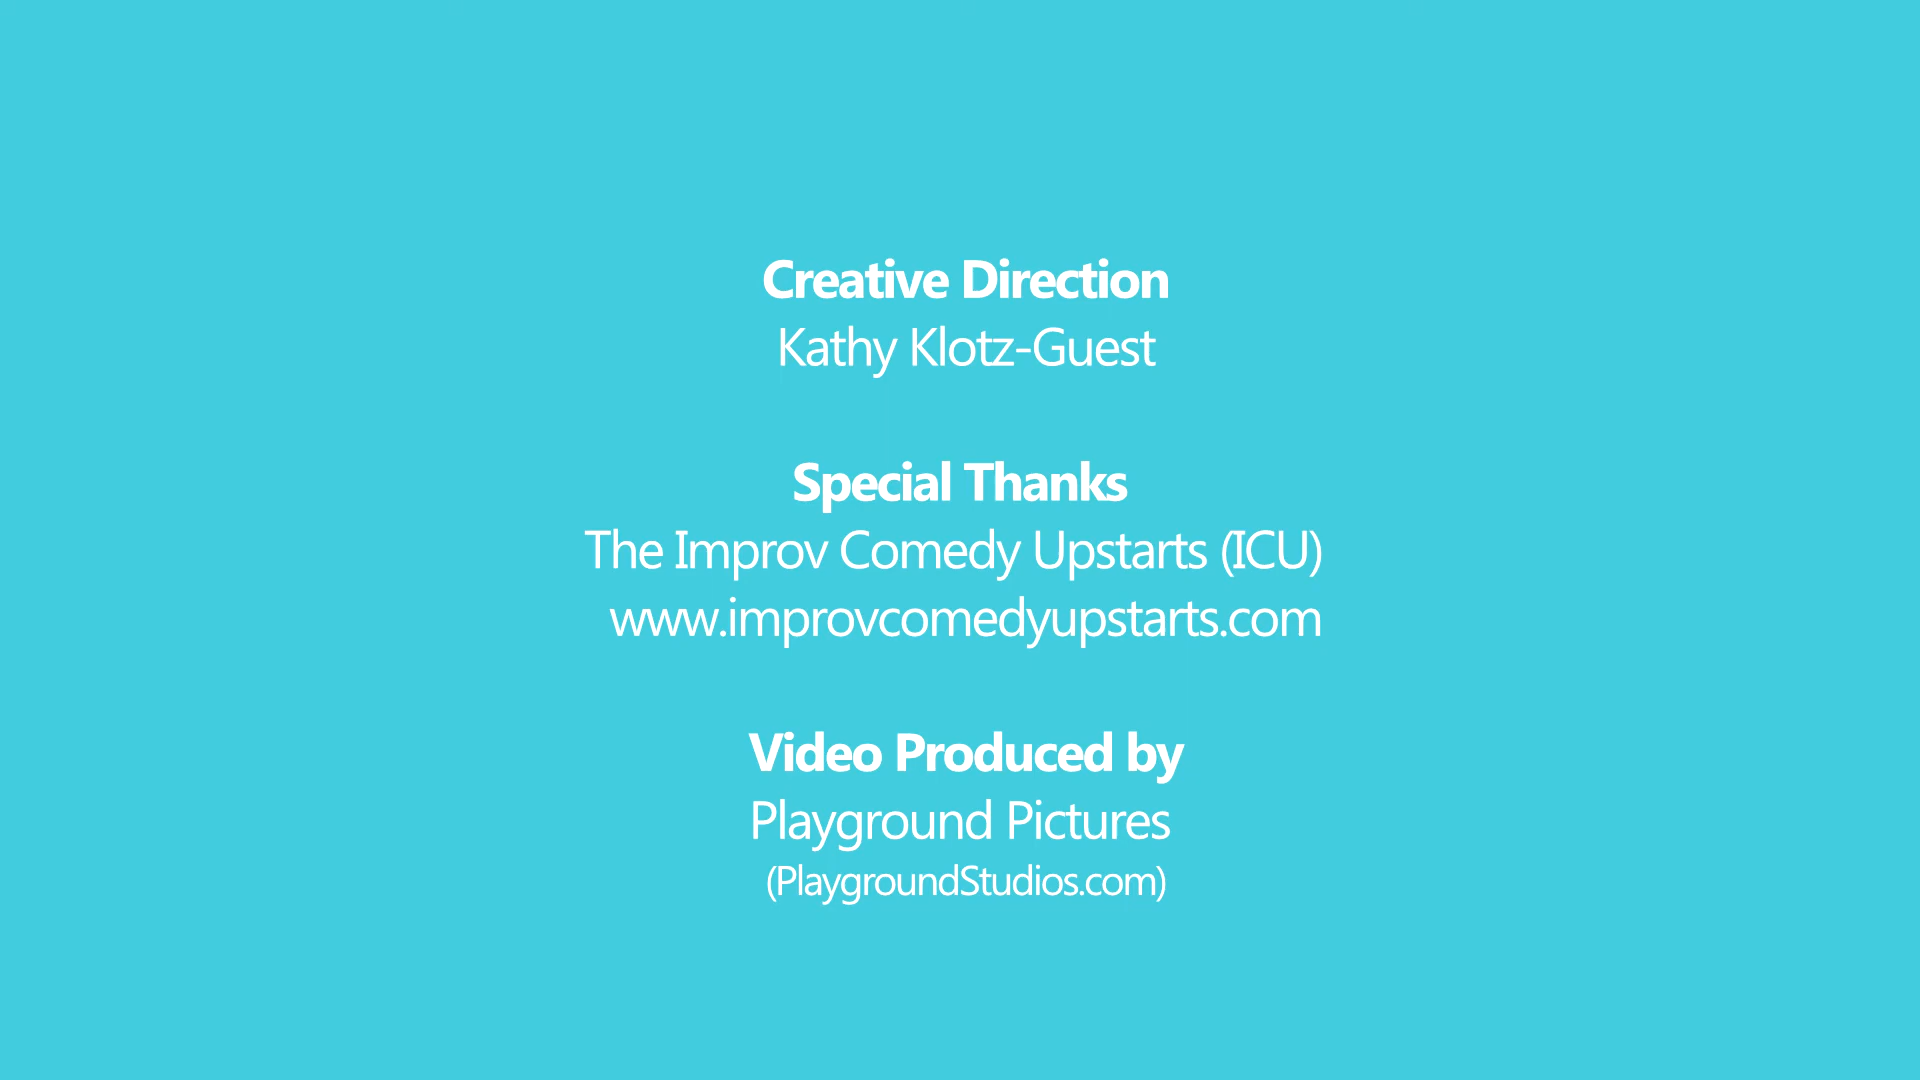 Creative Direction
Kathy Klotz-Guest
Special Thanks
The Improv Comedy Upstarts (ICU)
www.improvcomedyupstarts.com
Video Produced by
Playground Pictures
(PlaygroundStudios.com)